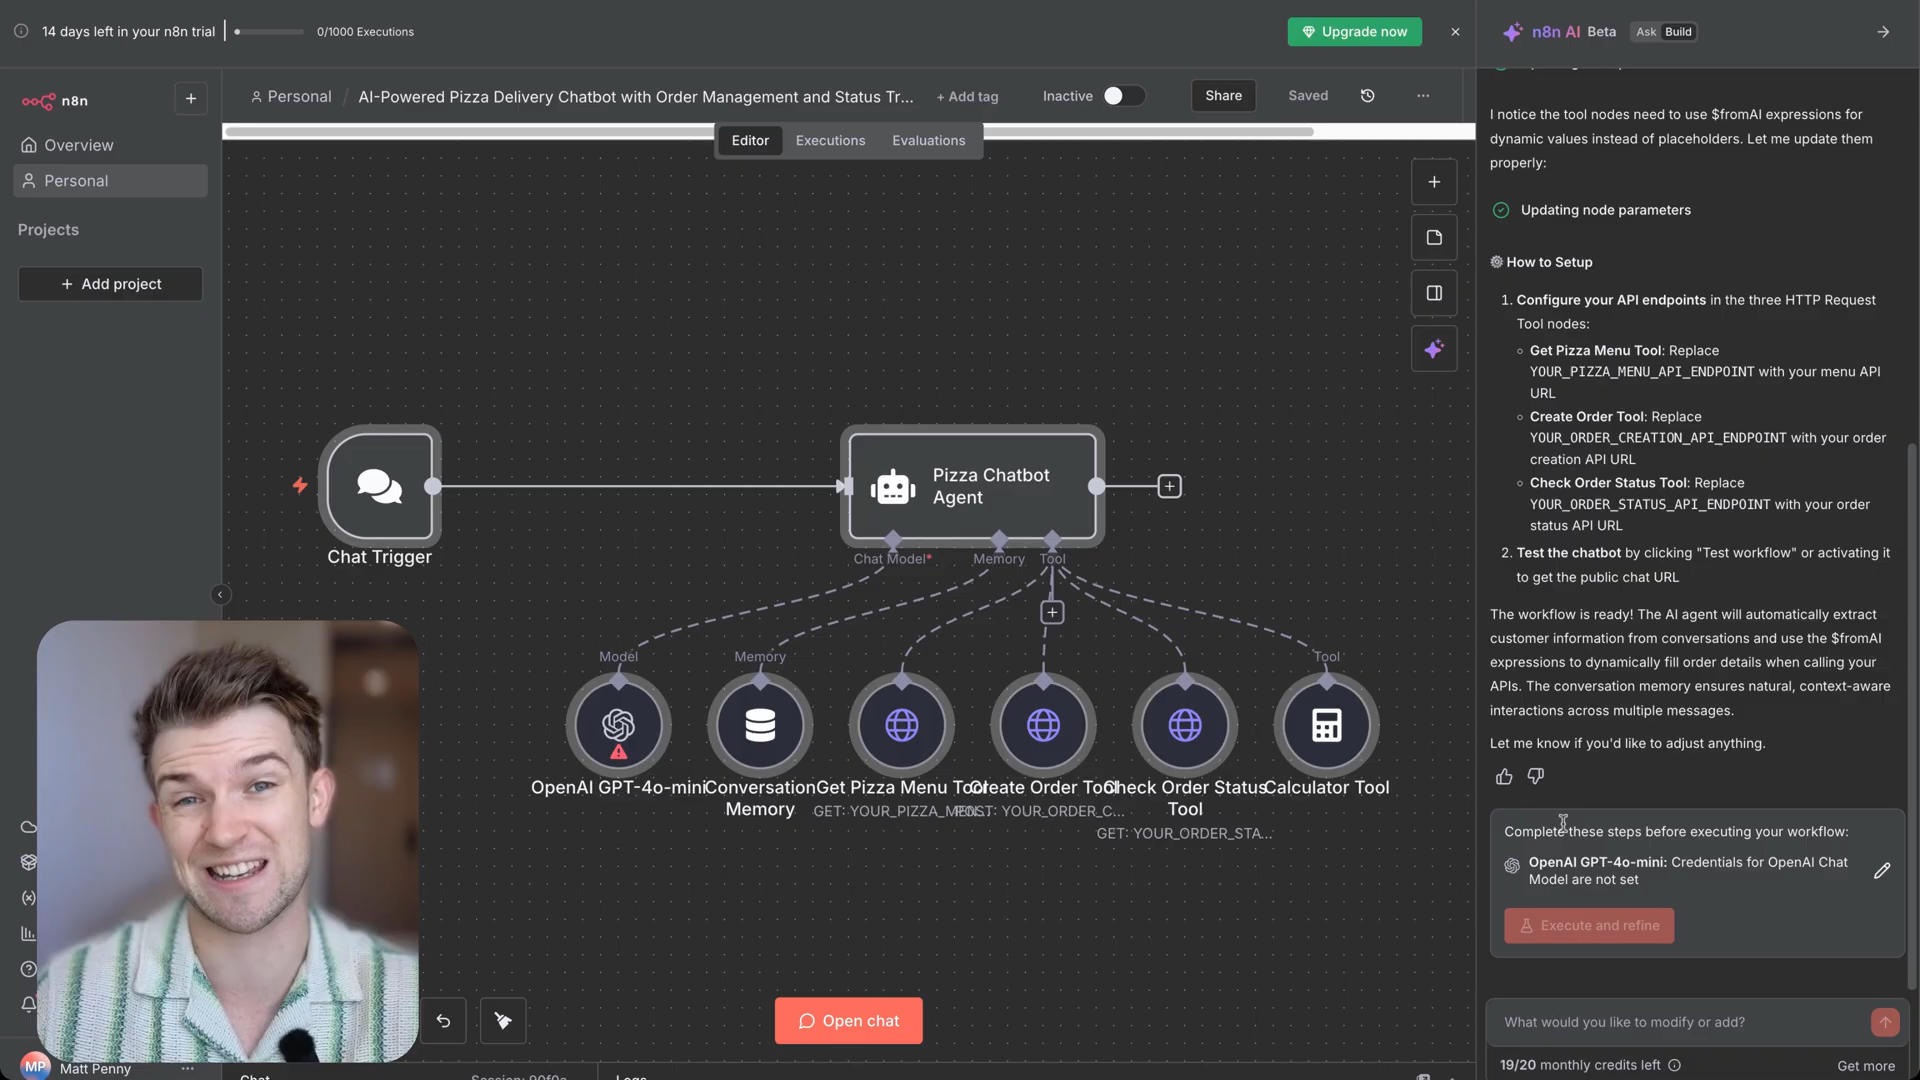 14 days left in your n8n trial
0/1000 Executions
Upgrade now
n8n AI Beta
Ask
Build
n8n
Overview
Personal
Projects
Add project
Personal / AI-Powered Pizza Delivery Chatbot with Order Management and Status Tr...
+ Add tag
Inactive
Share
Saved
Editor
Executions
Evaluations
Chat Trigger
Pizza Chatbot
Agent
Chat Model*
Memory
Tool
Model
Memory
Tool
OpenAI GPT-4o-mini
Conversation
Memory
Get Pizza Menu Tool
GET: YOUR_PIZZA_MEN...
Create Order Tool
POST: YOUR_ORDER_C...
Check Order Status
Tool
GET: YOUR_ORDER_STA...
Calculator Tool
Open chat
MP
Matt Penny
Chat
Logs
I notice the tool nodes need to use $fromAI expressions for
dynamic values instead of placeholders. Let me update them
properly:
Updating node parameters
How to Setup
1. Configure your API endpoints in the three HTTP Request
Tool nodes:
Get Pizza Menu Tool: Replace
YOUR_PIZZA_MENU_API_ENDPOINT with your menu API
URL
Create Order Tool: Replace
YOUR_ORDER_CREATION_API_ENDPOINT with your order
creation API URL
Check Order Status Tool: Replace
YOUR_ORDER_STATUS_API_ENDPOINT with your order
status API URL
2. Test the chatbot by clicking "Test workflow" or activating it
to get the public chat URL
The workflow is ready! The AI agent will automatically extract
customer information from conversations and use the $fromAI
expressions to dynamically fill order details when calling your
APIs. The conversation memory ensures natural, context-aware
interactions across multiple messages.
Let me know if you'd like to adjust anything.
Complete these steps before executing your workflow:
OpenAI GPT-4o-mini: Credentials for OpenAI Chat
Model are not set
Execute and refine
What would you like to modify or add?
19/20 monthly credits left
Get more